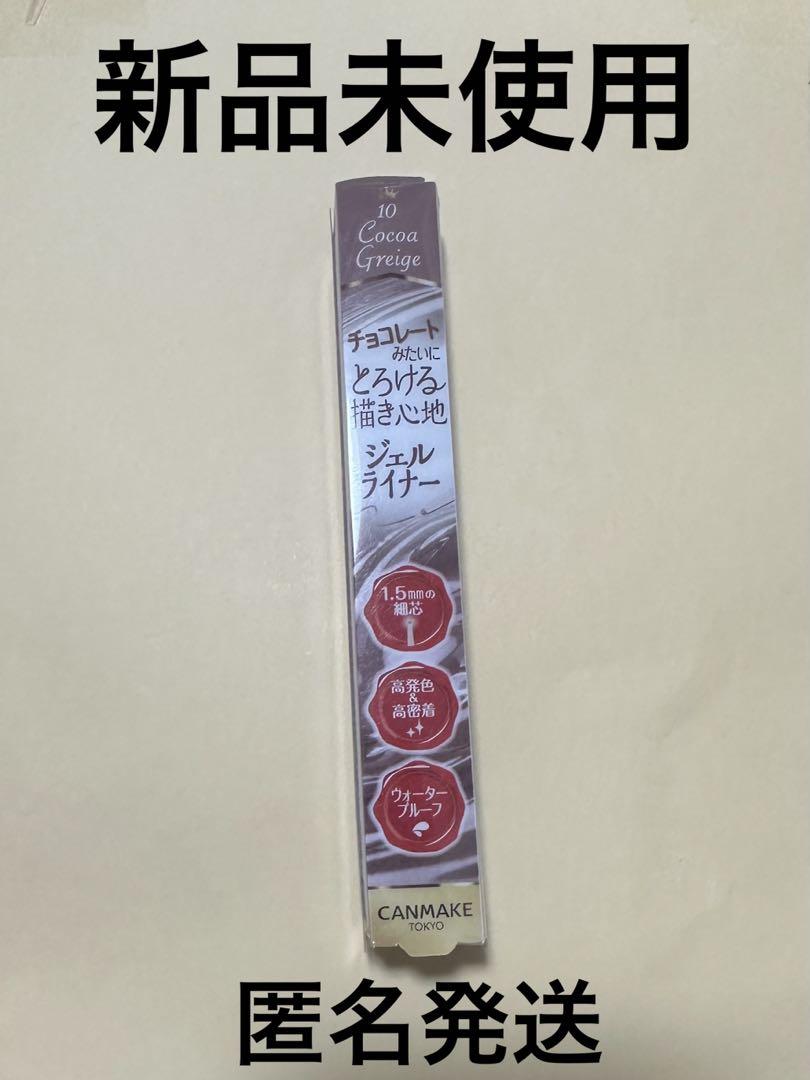 新品未使用
10
Cocoa
Greige
チョコレート
みたいに
とろける
描き心地
ジェル
ライナー
1.5mmの
細芯
高発色
&
高密着
ウォーター
プルーフ
CANMAKE
TOKYO
匿名発送